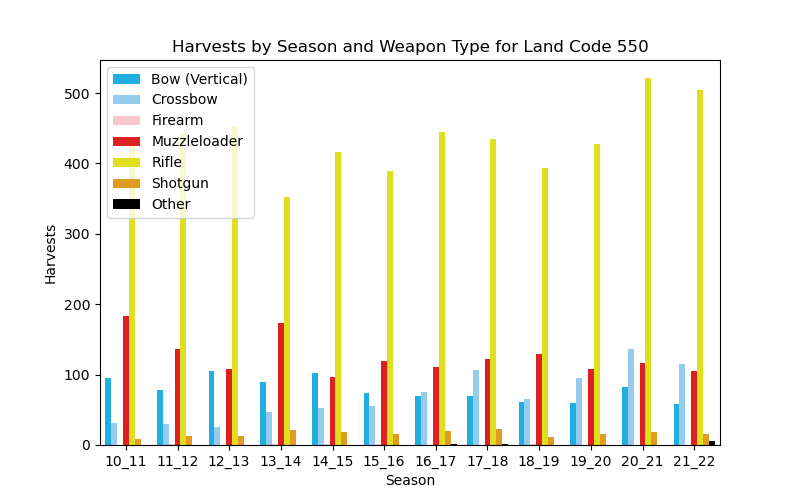 Harvests by Season and Weapon Type for Land Code 550
Bow (Vertical)
Crossbow
Firearm
Muzzleloader
Rifle
Shotgun
Other
500
400
300
200
100
0
Harvests
10_11 11_12 12_13 13_14 14_15 15_16 16_17 17_18 18_19 19_20 20_21 21_22
Season